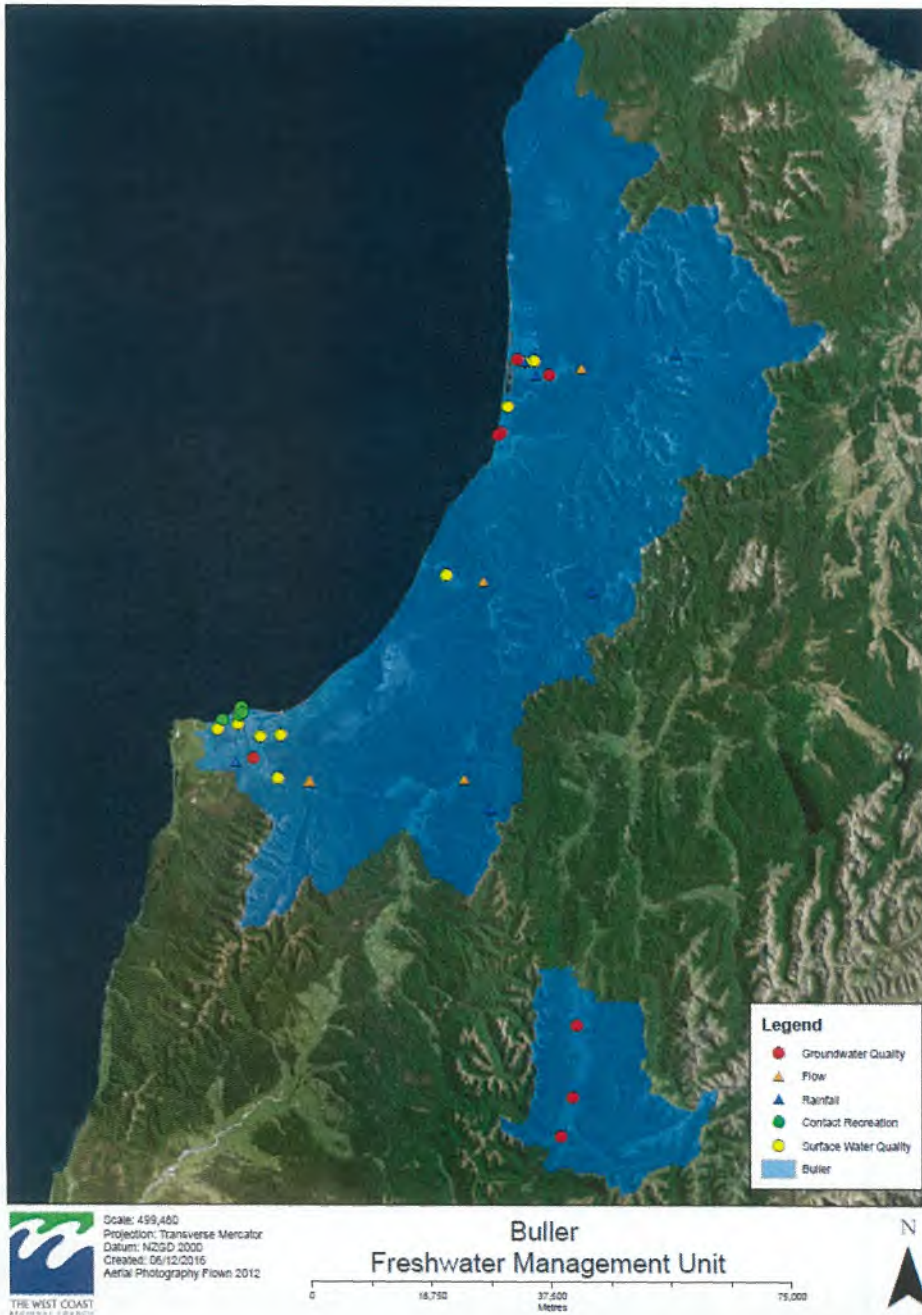 Legend
Groundwater Quality
Flow
Rainfall
Contact Recreation
Surface Water Quality
Buller
Scale: 499,460
Projection: Transverse Mercator
Datum: NZGD 2000
Created: 06/12/2016
Aerial Photography Flown 2012
THE WEST COAST
REGIONAL COUNCIL
Buller
Freshwater Management Unit
0 18,750 37,500 75,000
Metres
N